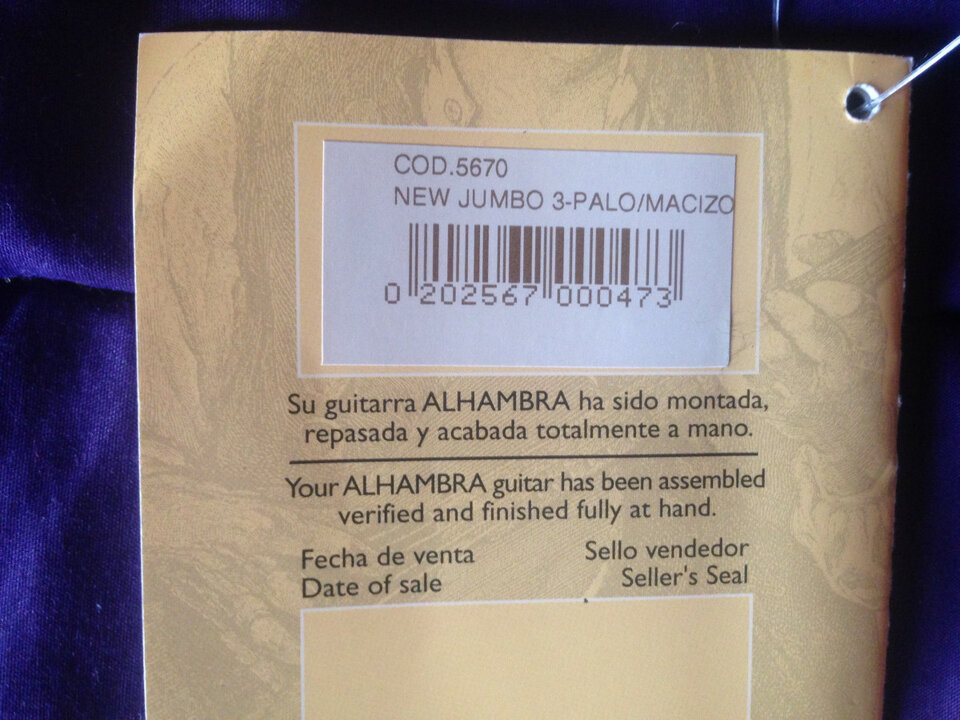 COD.5670
NEW JUMBO 3-PALO/MACIZO
0 202567 000473
Su guitarra ALHAMBRA ha sido montada,
repasada y acabada totalmente a mano.
Your ALHAMBRA guitar has been assembled
verified and finished fully at hand.
Fecha de venta
Date of sale
Sello vendedor
Seller's Seal